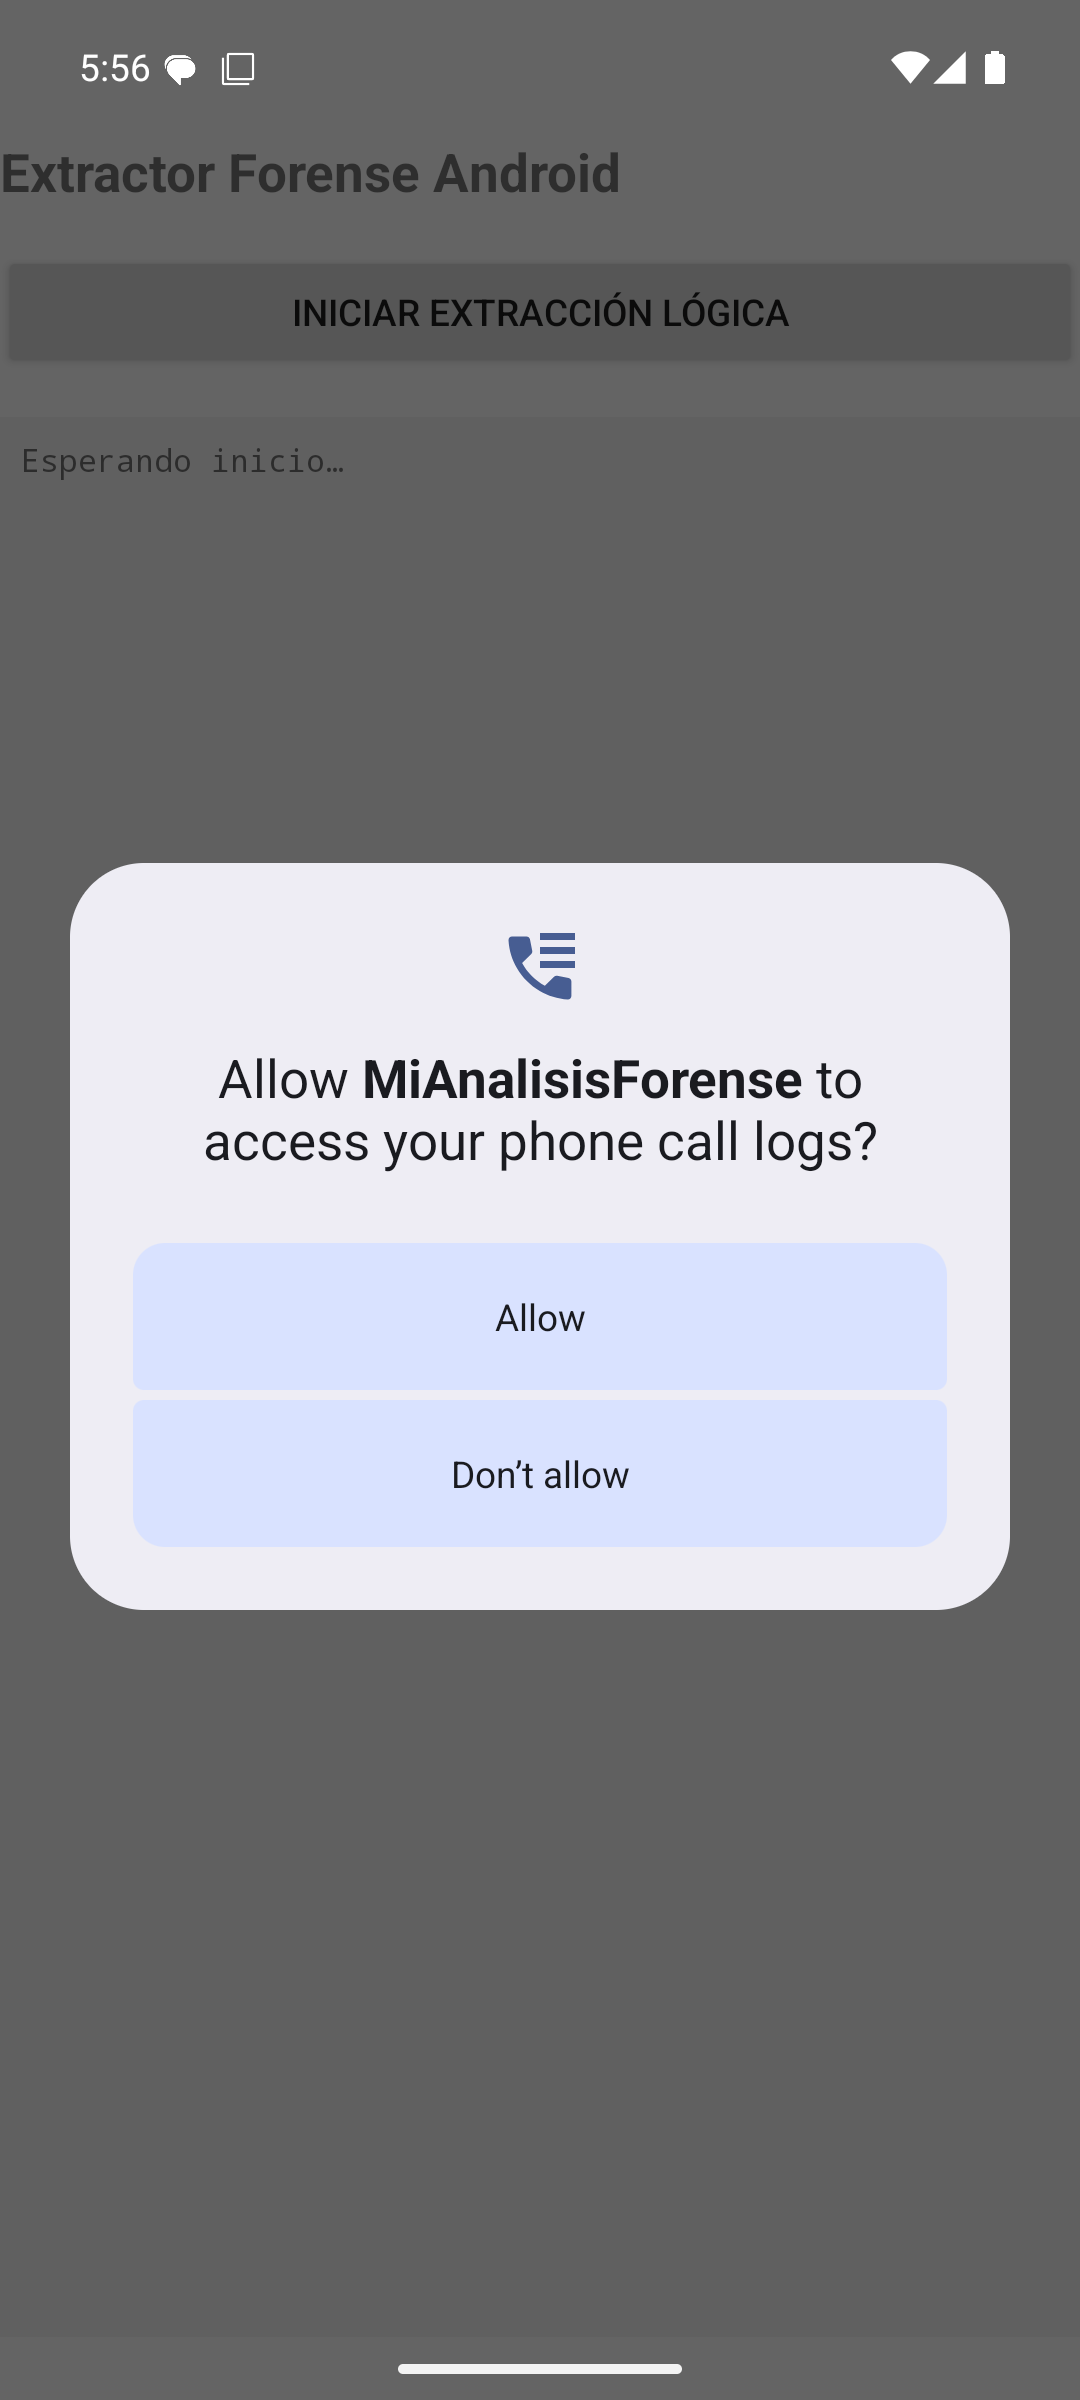 5:56
Extractor Forense Android
INICIAR EXTRACCIÓN LÓGICA
Esperando inicio…
Allow MiAnalisisForense to
access your phone call logs?
Allow
Don’t allow